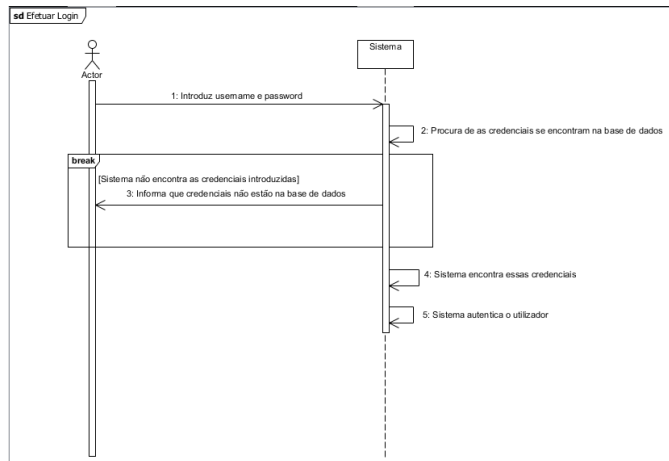 sd Efetuar Login
Sistema
Actor
1: Introduz username e password
2: Procura de as credenciais se encontram na base de dados
break
[Sistema não encontra as credenciais introduzidas]
3: Informa que credenciais não estão na base de dados
4: Sistema encontra essas credenciais
5: Sistema autentica o utilizador